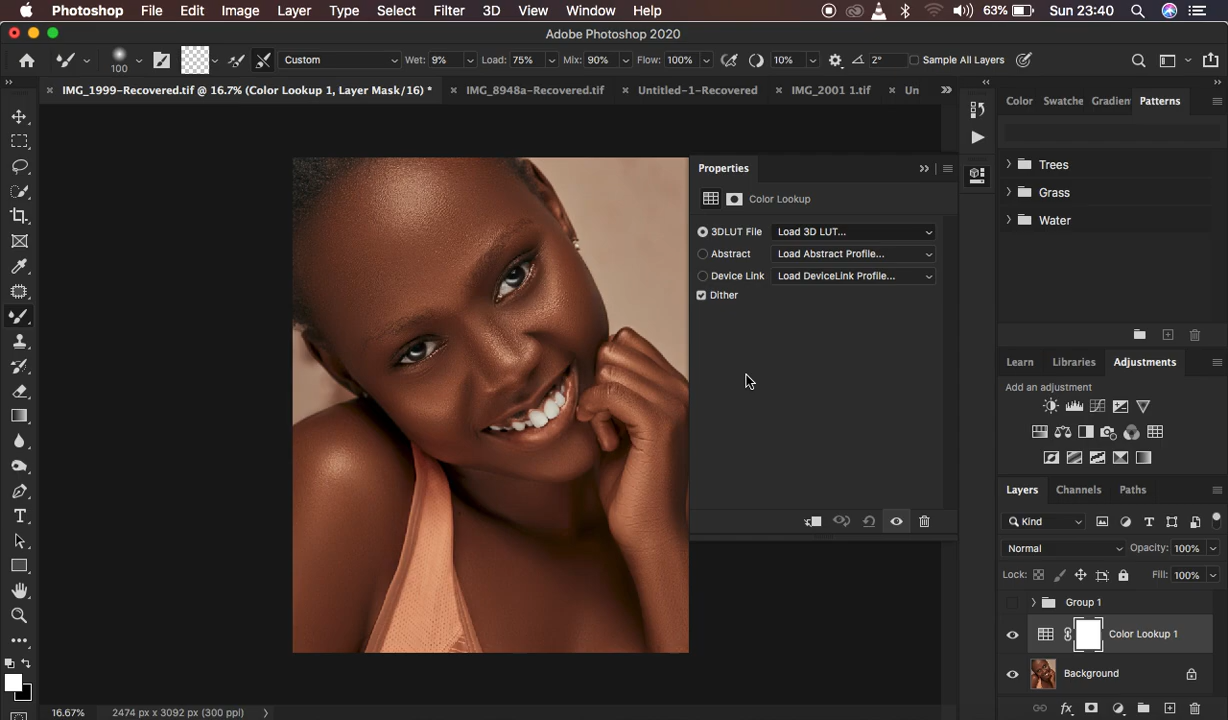 Photoshop File Edit Image Layer Type Select Filter 3D View Window Help 63% Sun 23:40
Adobe Photoshop 2020
100 Custom Wet: 9% Load: 75% Mix: 90% Flow: 100% 10% 2° Sample All Layers
IMG_1999-Recovered.tif @ 16.7% (Color Lookup 1, Layer Mask/16) * IMG_8948a-Recovered.tif Untitled-1-Recovered IMG_2001 1.tif Un
Color Swatche Gradien Patterns
Trees
Grass
Water
Properties
Color Lookup
3DLUT File Load 3D LUT...
Abstract Load Abstract Profile...
Device Link Load DeviceLink Profile...
Dither
Learn Libraries Adjustments
Add an adjustment
Layers Channels Paths
Kind
Normal Opacity: 100%
Lock: Fill: 100%
Group 1
Color Lookup 1
Background
16.67% 2474 px x 3092 px (300 ppi)